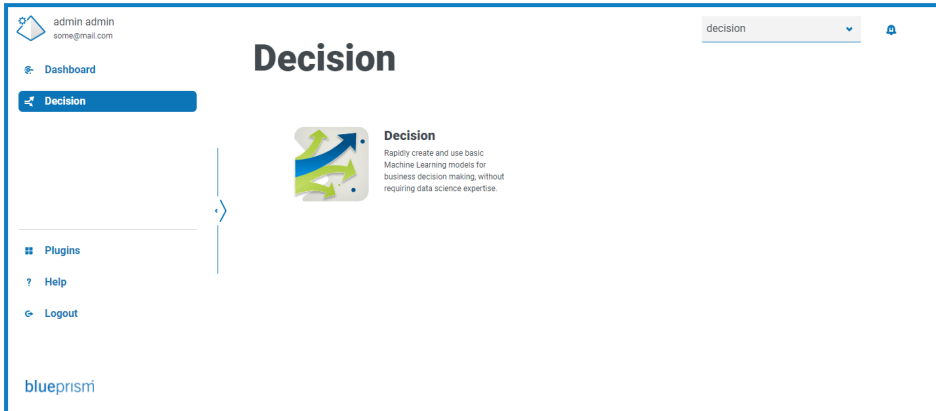 admin admin
some@mail.com
Dashboard
Decision
Plugins
Help
Logout
blueprism
decision
Decision
Decision
Rapidly create and use basic
Machine Learning models for
business decision making, without
requiring data science expertise.